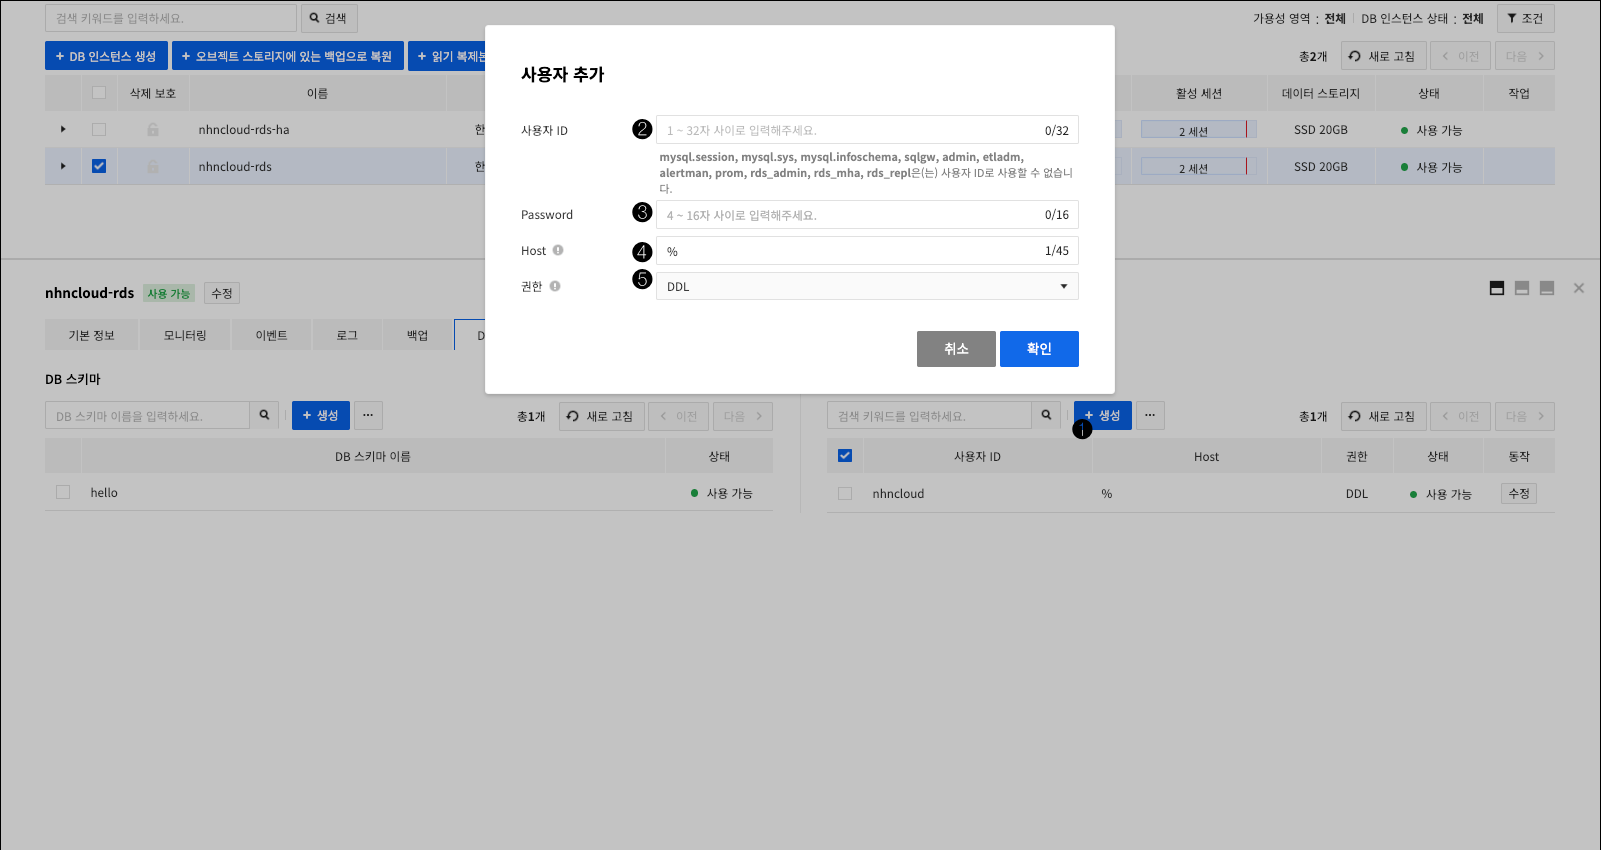 검색 키워드를 입력하세요.
검색
가용성 영역 : 전체
DB 인스턴스 상태 : 전체
조건
+ DB 인스턴스 생성
+ 오브젝트 스토리지에 있는 백업으로 복원
+ 읽기 복제본
총2개
새로 고침
이전
다음
삭제 보호
이름
활성 세션
데이터 스토리지
상태
작업
nhncloud-rds-ha
한
2 세션
SSD 20GB
사용 가능
nhncloud-rds
한
2 세션
SSD 20GB
사용 가능
사용자 추가
사용자 ID
2
1 ~ 32자 사이로 입력해주세요.
0/32
mysql.session, mysql.sys, mysql.infoschema, sqlgw, admin, etladm,
alertman, prom, rds_admin, rds_mha, rds_repl은(는) 사용자 ID로 사용할 수 없습니
다.
Password
3
4 ~ 16자 사이로 입력해주세요.
0/16
Host
4
%
1/45
권한
5
DDL
취소
확인
nhncloud-rds
사용 가능
수정
기본 정보
모니터링
이벤트
로그
백업
D
DB 스키마
DB 스키마 이름을 입력하세요.
+ 생성
···
총1개
새로 고침
이전
다음
검색 키워드를 입력하세요.
+ 생성
1
···
총1개
새로 고침
이전
다음
DB 스키마 이름
상태
사용자 ID
Host
권한
상태
동작
hello
사용 가능
nhncloud
%
DDL
사용 가능
수정